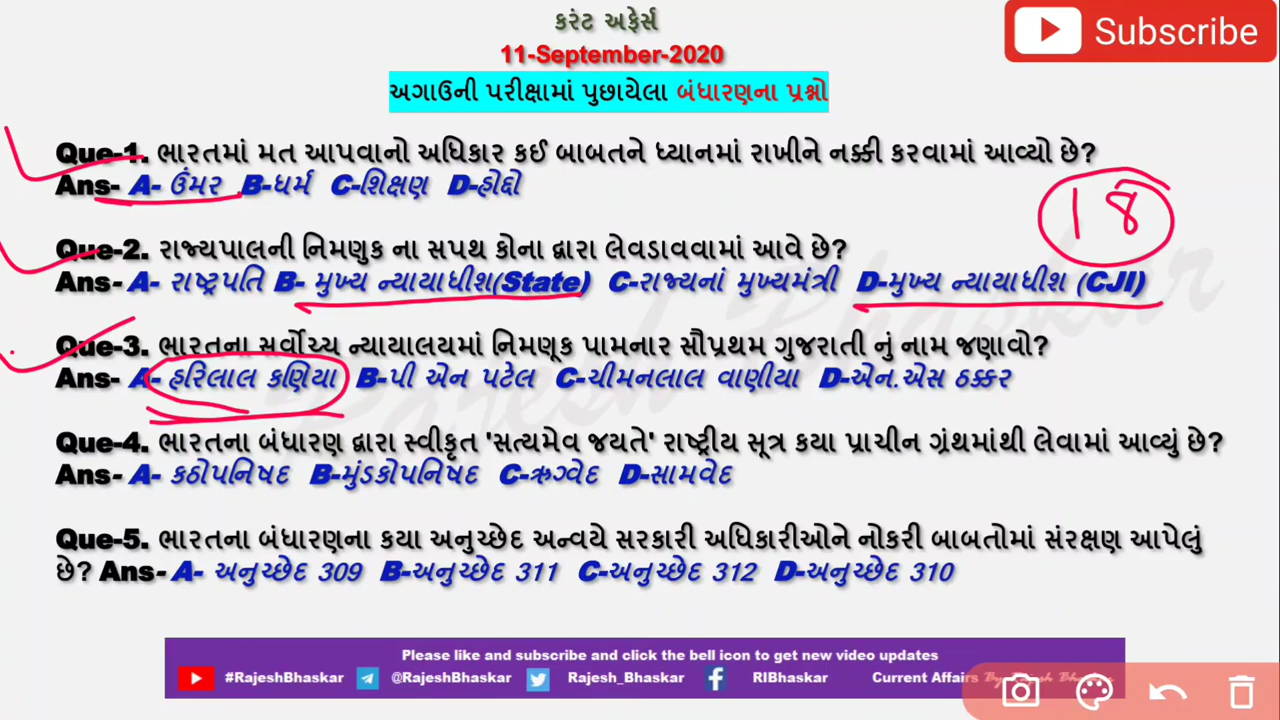 કરંટ અફેર્સ
Subscribe
11-September-2020
અગાઉની પરીક્ષામાં પુછાયેલા બંધારણના પ્રશ્નો
Que-1. ભારતમાં મત આપવાનો અધિકાર કઈ બાબતને ધ્યાનમાં રાખીને નક્કી કરવામાં આવ્યો છે?
Ans- A- ઉંમર B-ધર્મ C-શિક્ષણ D-હોદ્દો
18
Que-2. રાજ્યપાલની નિમણુક ના સપથ કોના દ્વારા લેવડાવવામાં આવે છે?
Ans- A- રાષ્ટ્રપતિ B- મુખ્ય ન્યાયાધીશ(State) C-રાજ્યનાં મુખ્યમંત્રી D-મુખ્ય ન્યાયાધીશ (CJI)
Que-3. ભારતના સર્વોચ્ચ ન્યાયાલયમાં નિમણૂક પામનાર સૌપ્રથમ ગુજરાતી નું નામ જણાવો?
Ans- A- હરિલાલ કણિયા B-પી એન પટેલ C-ચીમનલાલ વાણીયા D-એન.એસ ઠક્કર
Que-4. ભારતના બંધારણ દ્વારા સ્વીકૃત 'સત્યમેવ જયતે' રાષ્ટ્રીય સૂત્ર કયા પ્રાચીન ગ્રંથમાંથી લેવામાં આવ્યું છે?
Ans- A- કઠોપનિષદ B-મુંડકોપનિષદ C-ઋગ્વેદ D-સામવેદ
Que-5. ભારતના બંધારણના કયા અનુચ્છેદ અન્વયે સરકારી અધિકારીઓને નોકરી બાબતોમાં સંરક્ષણ આપેલું
છે? Ans- A- અનુચ્છેદ 309 B-અનુચ્છેદ 311 C-અનુચ્છેદ 312 D-અનુચ્છેદ 310
Rajesh Bhaskar
Please like and subscribe and click the bell icon to get new video updates
#RajeshBhaskar @RajeshBhaskar Rajesh_Bhaskar RIBhaskar Current Affairs By Rajesh Bhaskar